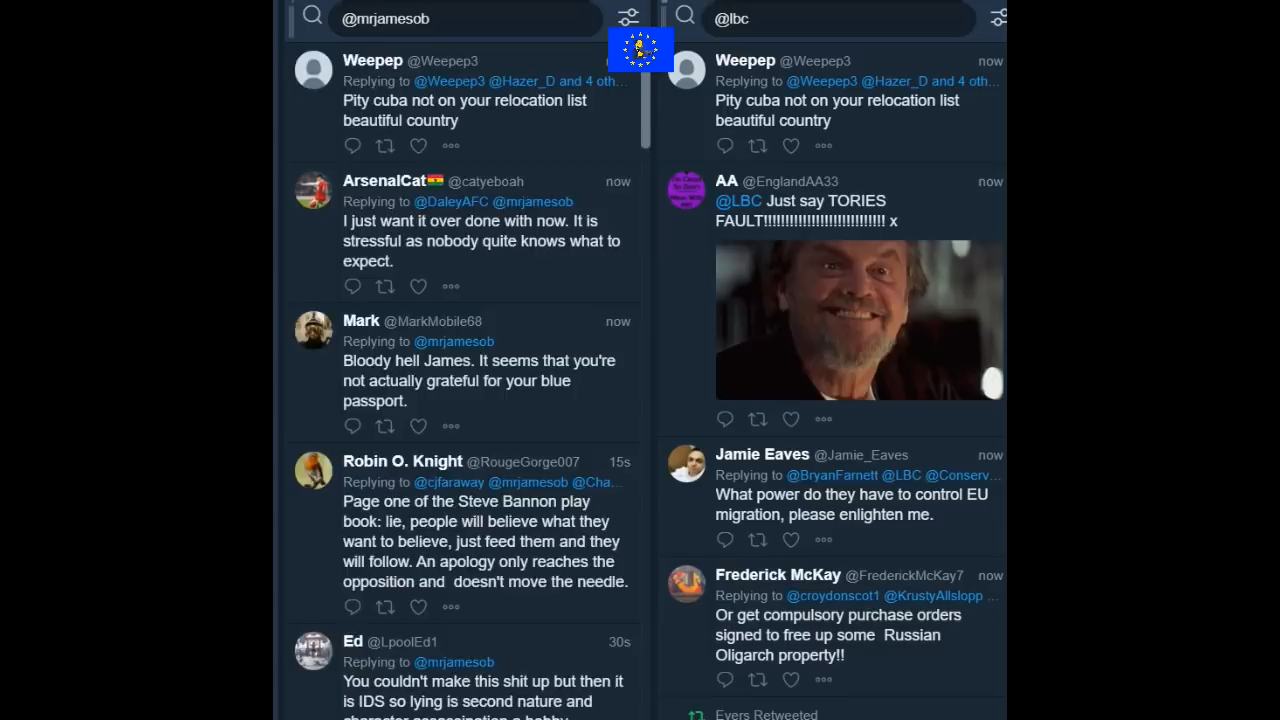 @mrjamesob
Weepep @Weepep3
Replying to @Weepep3 @Hazer_D and 4 oth...
Pity cuba not on your relocation list
beautiful country
ArsenalCat @catyeboah now
Replying to @DaleyAFC @mrjamesob
I just want it over done with now. It is
stressful as nobody quite knows what to
expect.
Mark @MarkMobile68 now
Replying to @mrjamesob
Bloody hell James. It seems that you're
not actually grateful for your blue
passport.
Robin O. Knight @RougeGorge007 15s
Replying to @cjfaraway @mrjamesob @Cha...
Page one of the Steve Bannon play
book: lie, people will believe what they
want to believe, just feed them and they
will follow. An apology only reaches the
opposition and doesn't move the needle.
Ed @LpoolEd1 30s
Replying to @mrjamesob
You couldn't make this shit up but then it
is IDS so lying is second nature and
character assassination a hobby
@lbc
Weepep @Weepep3 now
Replying to @Weepep3 @Hazer_D and 4 oth...
Pity cuba not on your relocation list
beautiful country
AA @EnglandAA33 now
@LBC Just say TORIES
FAULT!!!!!!!!!!!!!!!!!!!!!!!!!!!! x
Jamie Eaves @Jamie_Eaves now
Replying to @BryanFarnett @LBC @Conserv...
What power do they have to control EU
migration, please enlighten me.
Frederick McKay @FrederickMcKay7 now
Replying to @croydonscot1 @KrustyAllslopp ...
Or get compulsory purchase orders
signed to free up some Russian
Oligarch property!!
Evers Retweeted